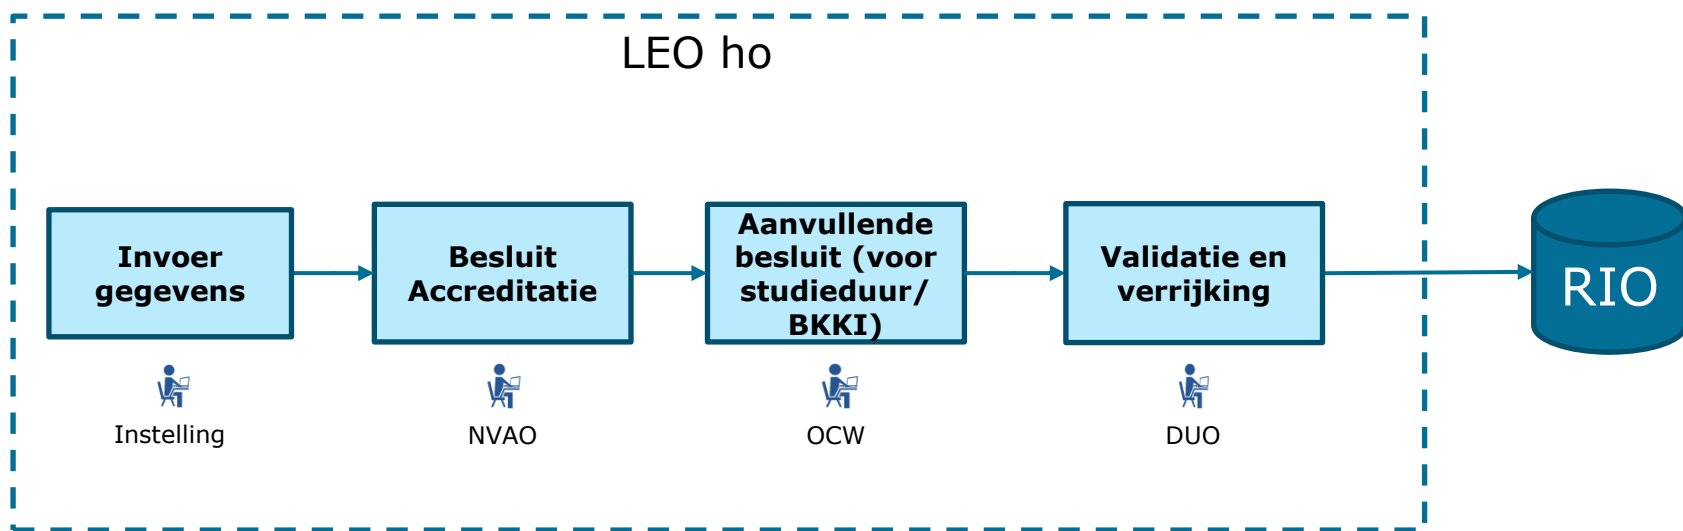 LEO ho
Invoer
gegevens
Besluit
Accreditatie
Aanvullende
besluit (voor
studieduur/
BKKI)
Validatie en
verrijking
RIO
Instelling
NVAO
OCW
DUO